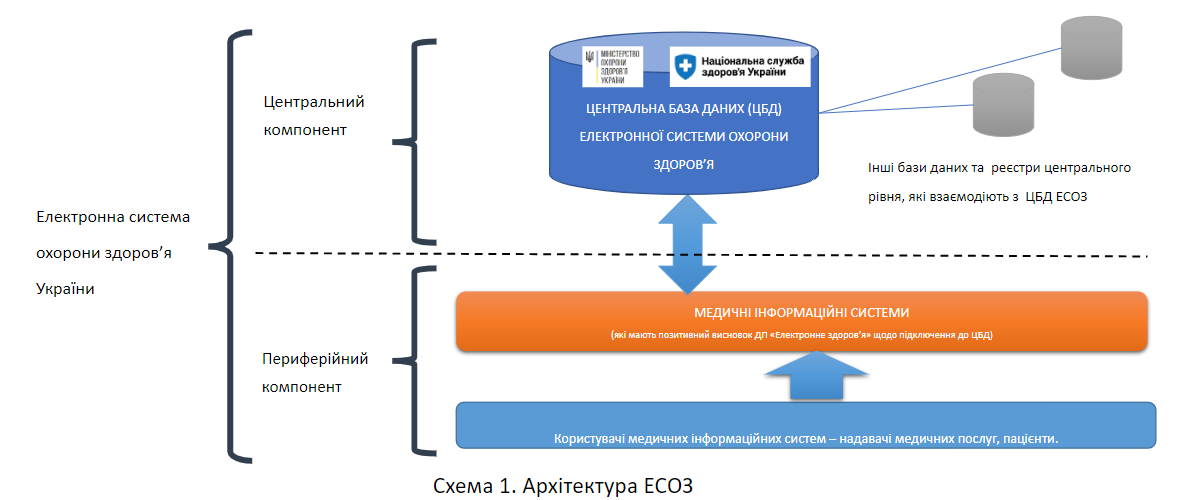 МІНІСТЕРСТВО
ОХОРОНИ
ЗДОРОВ'Я
УКРАЇНИ
Національна служба
здоров'я України
Центральний
компонент
ЦЕНТРАЛЬНА БАЗА ДАНИХ (ЦБД)
ЕЛЕКТРОННОЇ СИСТЕМИ ОХОРОНИ
ЗДОРОВ'Я
Інші бази даних та реєстри центрального
рівня, які взаємодіють з ЦБД ЕСОЗ
Електронна система
охорони здоров’я
України
МЕДИЧНІ ІНФОРМАЦІЙНІ СИСТЕМИ
(які мають позитивний висновок ДП «Електронне здоров’я» щодо підключення до ЦБД)
Периферійний
компонент
Користувачі медичних інформаційних систем – надавачі медичних послуг, пацієнти.
Схема 1. Архітектура ЕСОЗ